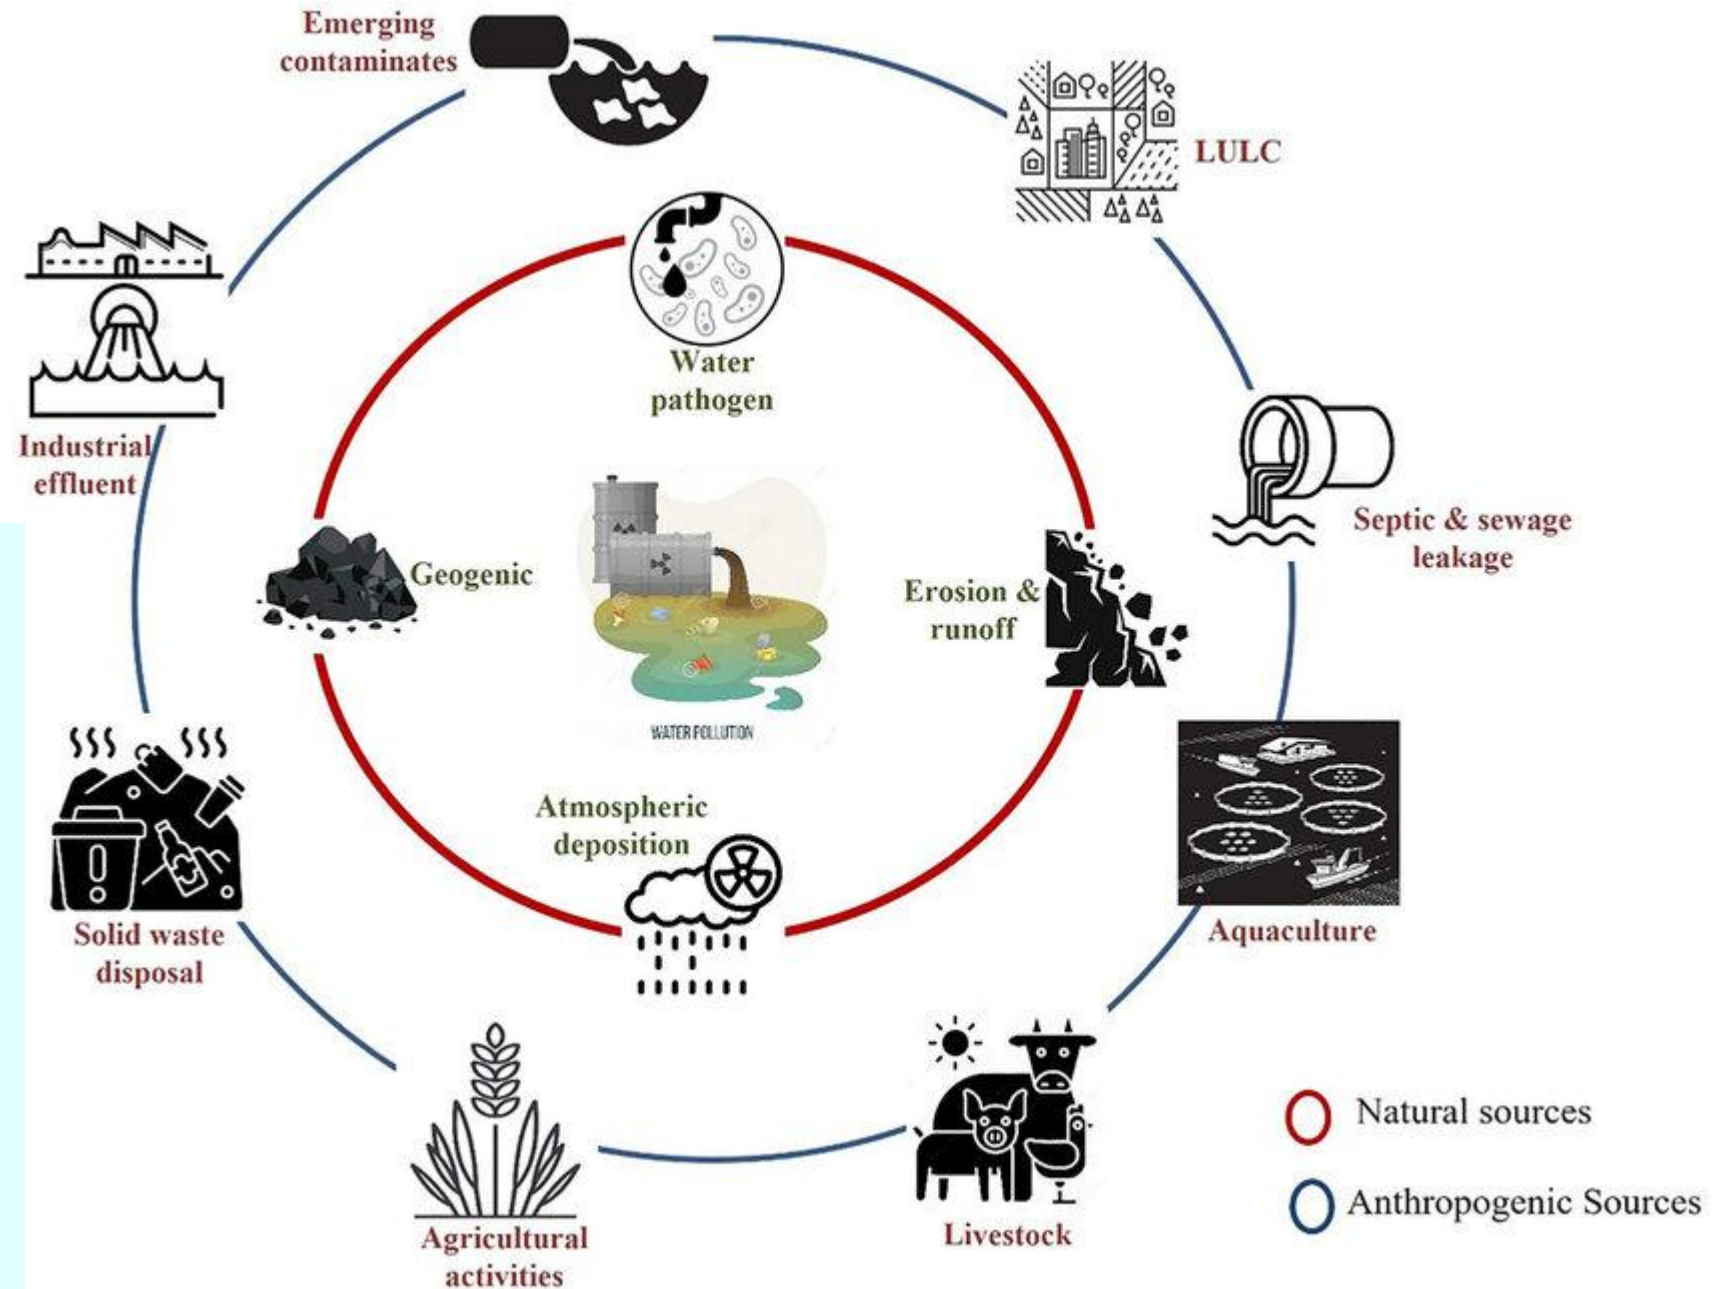 Emerging
contaminates
LULC
Water
pathogen
Industrial
effluent
Septic & sewage
leakage
Geogenic
Erosion &
runoff
WATER POLLUTION
Atmospheric
deposition
Solid waste
disposal
Aquaculture
Agricultural
activities
Livestock
Natural sources
Anthropogenic Sources